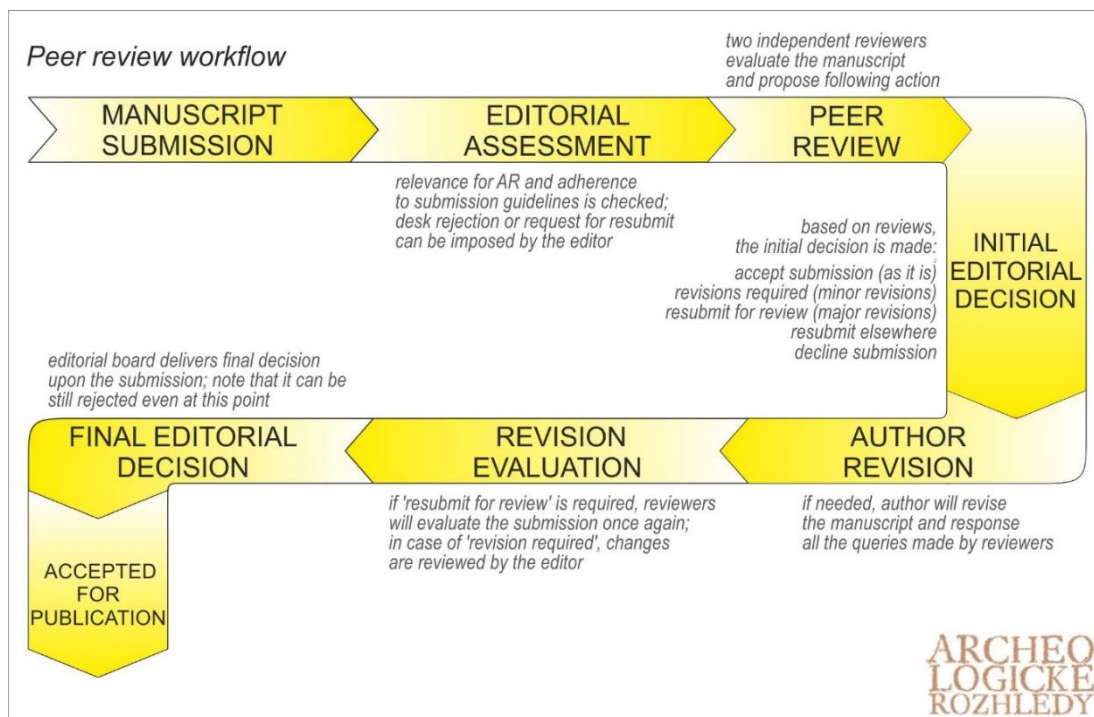 Peer review workflow
MANUSCRIPT
SUBMISSION
EDITORIAL
ASSESSMENT
relevance for AR and adherence
to submission guidelines is checked;
desk rejection or request for resubmit
can be imposed by the editor
two independent reviewers
evaluate the manuscript
and propose following action
PEER
REVIEW
INITIAL
EDITORIAL
DECISION
based on reviews,
the initial decision is made:
accept submission (as it is)
revisions required (minor revisions)
resubmit for review (major revisions)
resubmit elsewhere
decline submission
AUTHOR
REVISION
if needed, author will revise
the manuscript and response
all the queries made by reviewers
REVISION
EVALUATION
if 'resubmit for review' is required, reviewers
will evaluate the submission once again;
in case of 'revision required', changes
are reviewed by the editor
editorial board delivers final decision
upon the submission; note that it can be
still rejected even at this point
FINAL EDITORIAL
DECISION
ACCEPTED
FOR
PUBLICATION
ARCHEO
LOGICKE
ROZHLEDY